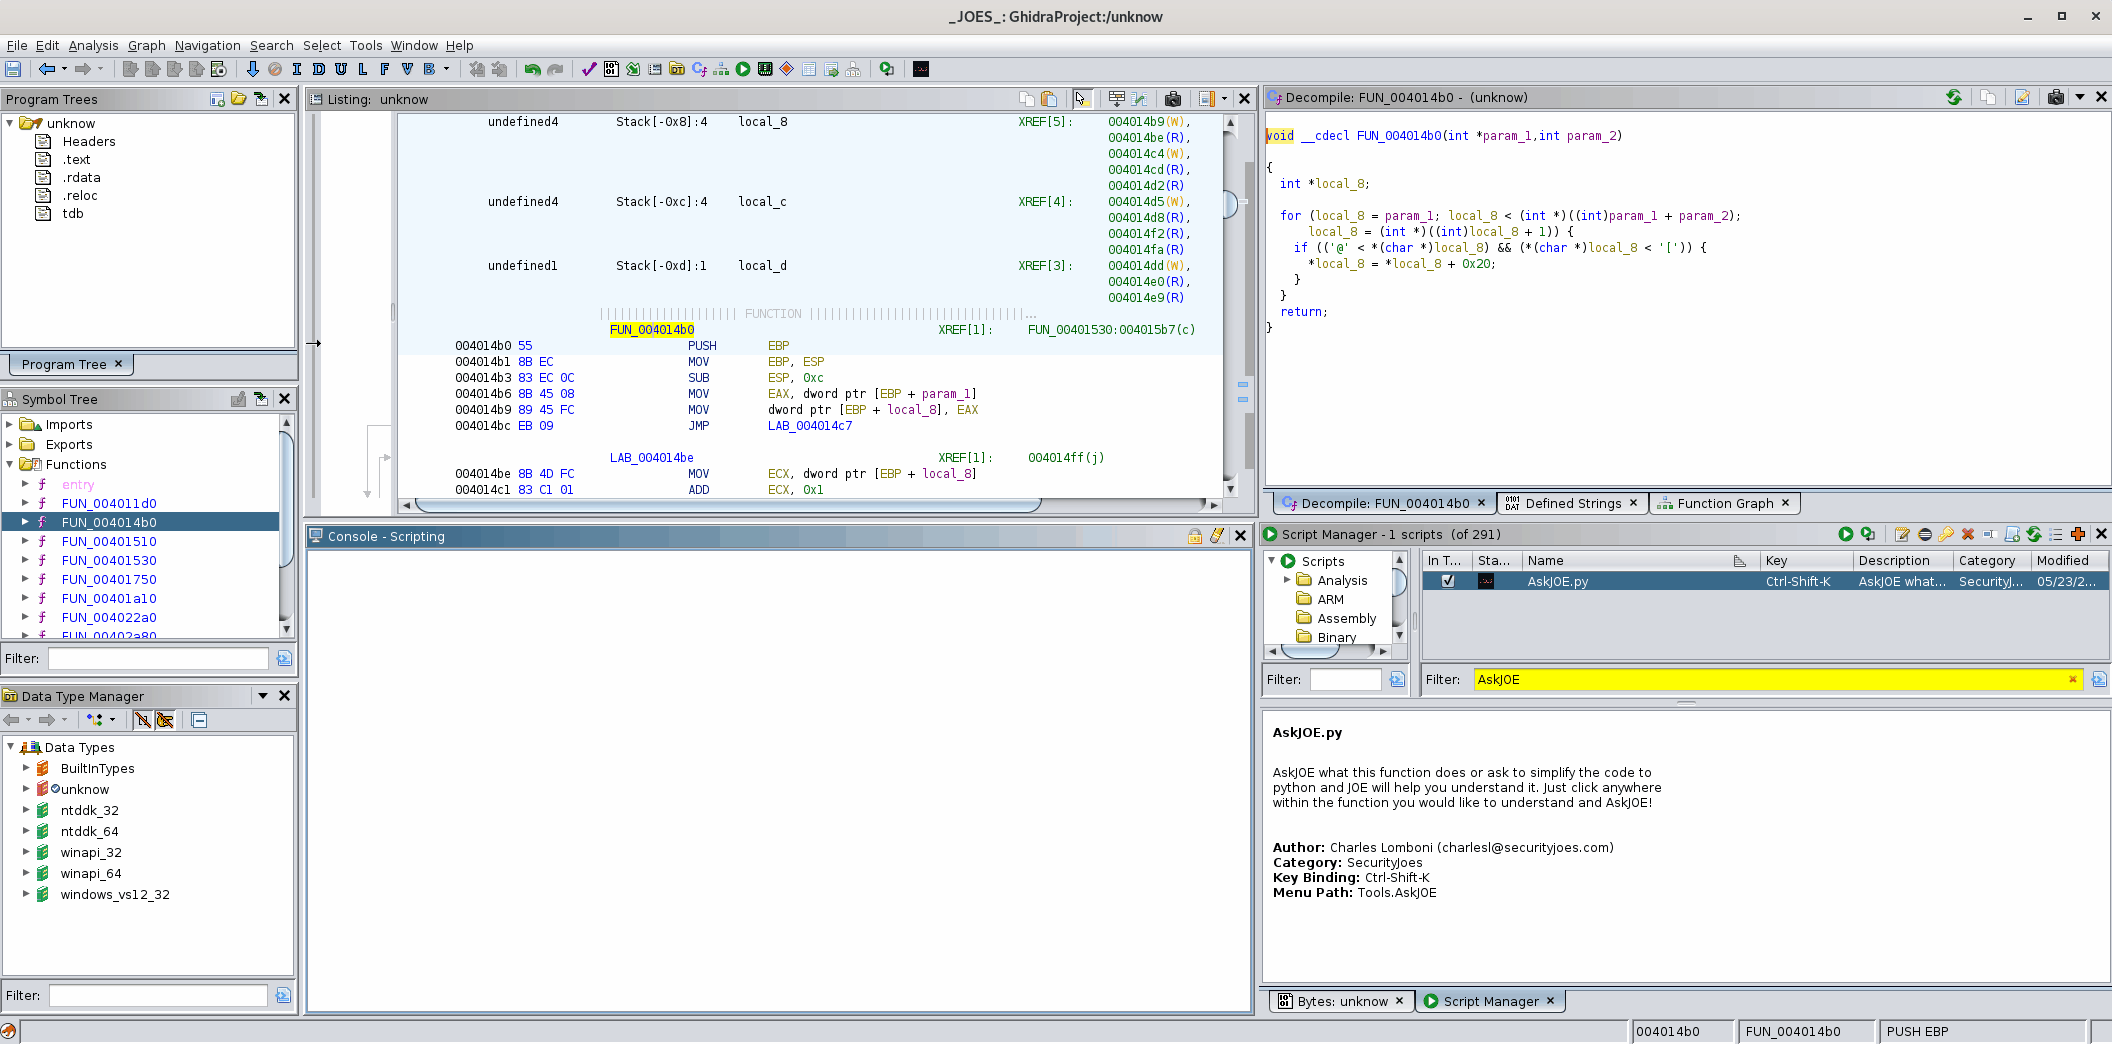 _JOES_: GhidraProject:/unknow
File Edit Analysis Graph Navigation Search Select Tools Window Help
I D U L F V B
Program Trees
unknow
Headers
.text
.rdata
.reloc
tdb
Program Tree
Symbol Tree
Imports
Exports
Functions
entry
FUN_004011d0
FUN_004014b0
FUN_00401510
FUN_00401530
FUN_00401750
FUN_00401a10
FUN_004022a0
FUN_00402a80
Filter:
Data Type Manager
Data Types
BuiltInTypes
unknow
ntddk_32
ntddk_64
winapi_32
winapi_64
windows_vs12_32
Filter:
Listing: unknow
undefined4 Stack[-0x8]:4 local_8 XREF[5]: 004014b9(W),
004014be(R),
004014c4(W),
004014cd(R),
004014d2(R)
undefined4 Stack[-0xc]:4 local_c XREF[4]: 004014d5(W),
004014d8(R),
004014f2(R),
004014fa(R)
undefined1 Stack[-0xd]:1 local_d XREF[3]: 004014dd(W),
004014e0(R),
004014e9(R)
FUNCTION ...
FUN_004014b0 XREF[1]: FUN_00401530:004015b7(c)
004014b0 55 PUSH EBP
004014b1 8B EC MOV EBP, ESP
004014b3 83 EC 0C SUB ESP, 0xc
004014b6 8B 45 08 MOV EAX, dword ptr [EBP + param_1]
004014b9 89 45 FC MOV dword ptr [EBP + local_8], EAX
004014bc EB 09 JMP LAB_004014c7
LAB_004014be XREF[1]: 004014ff(j)
004014be 8B 4D FC MOV ECX, dword ptr [EBP + local_8]
004014c1 83 C1 01 ADD ECX, 0x1
Console - Scripting
Decompile: FUN_004014b0 - (unknow)
void __cdecl FUN_004014b0(int *param_1,int param_2)
{
int *local_8;
for (local_8 = param_1; local_8 < (int *)((int)param_1 + param_2);
local_8 = (int *)((int)local_8 + 1)) {
if (('@' < *(char *)local_8) && (*(char *)local_8 < '[')) {
*local_8 = *local_8 + 0x20;
}
}
return;
}
Decompile: FUN_004014b0 Defined Strings Function Graph
Script Manager - 1 scripts (of 291)
Scripts
Analysis
ARM
Assembly
Binary
Filter:
In T... Sta... Name Key Description Category Modified
AskJOE.py Ctrl-Shift-K AskJOE what... SecurityJ... 05/23/2...
Filter: AskJOE
AskJOE.py
AskJOE what this function does or ask to simplify the code to
python and JOE will help you understand it. Just click anywhere
within the function you would like to understand and AskJOE!
Author: Charles Lomboni (charlesl@securityjoes.com)
Category: SecurityJoes
Key Binding: Ctrl-Shift-K
Menu Path: Tools.AskJOE
Bytes: unknow Script Manager
004014b0 FUN_004014b0 PUSH EBP